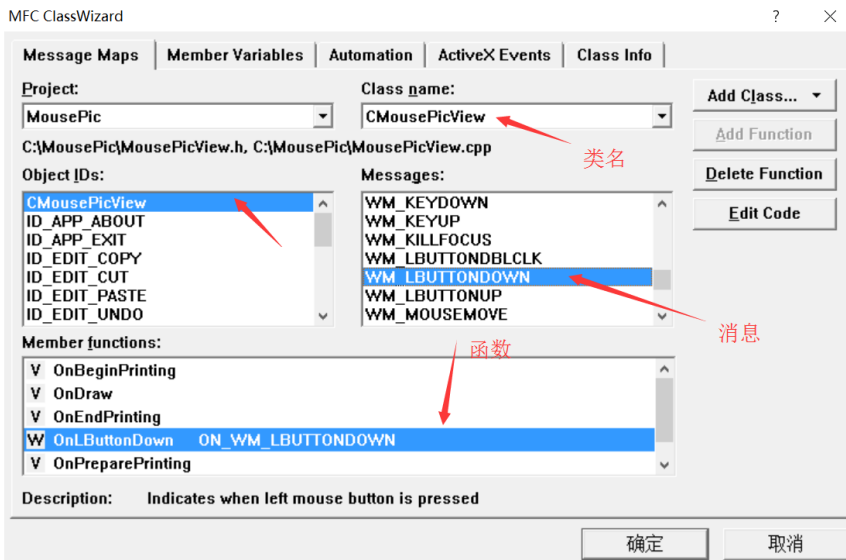 MFC ClassWizard
Message Maps Member Variables Automation ActiveX Events Class Info
Project: Class name:
MousePic CMousePicView Add Class...
类名
Add Function
C:\MousePic\MousePicView.h, C:\MousePic\MousePicView.cpp
Object IDs: Messages: Delete Function
CMousePicView WM_KEYDOWN
ID_APP_ABOUT WM_KEYUP Edit Code
ID_APP_EXIT WM_KILLFOCUS
ID_EDIT_COPY WM_LBUTTONDBLCLK
ID_EDIT_CUT WM_LBUTTONDOWN
ID_EDIT_PASTE WM_LBUTTONUP
ID_EDIT_UNDO WM_MOUSEMOVE
消息
Member functions: 函数
V OnBeginPrinting
V OnDraw
V OnEndPrinting
W OnLButtonDown ON_WM_LBUTTONDOWN
V OnPreparePrinting
Description: Indicates when left mouse button is pressed
确定 取消